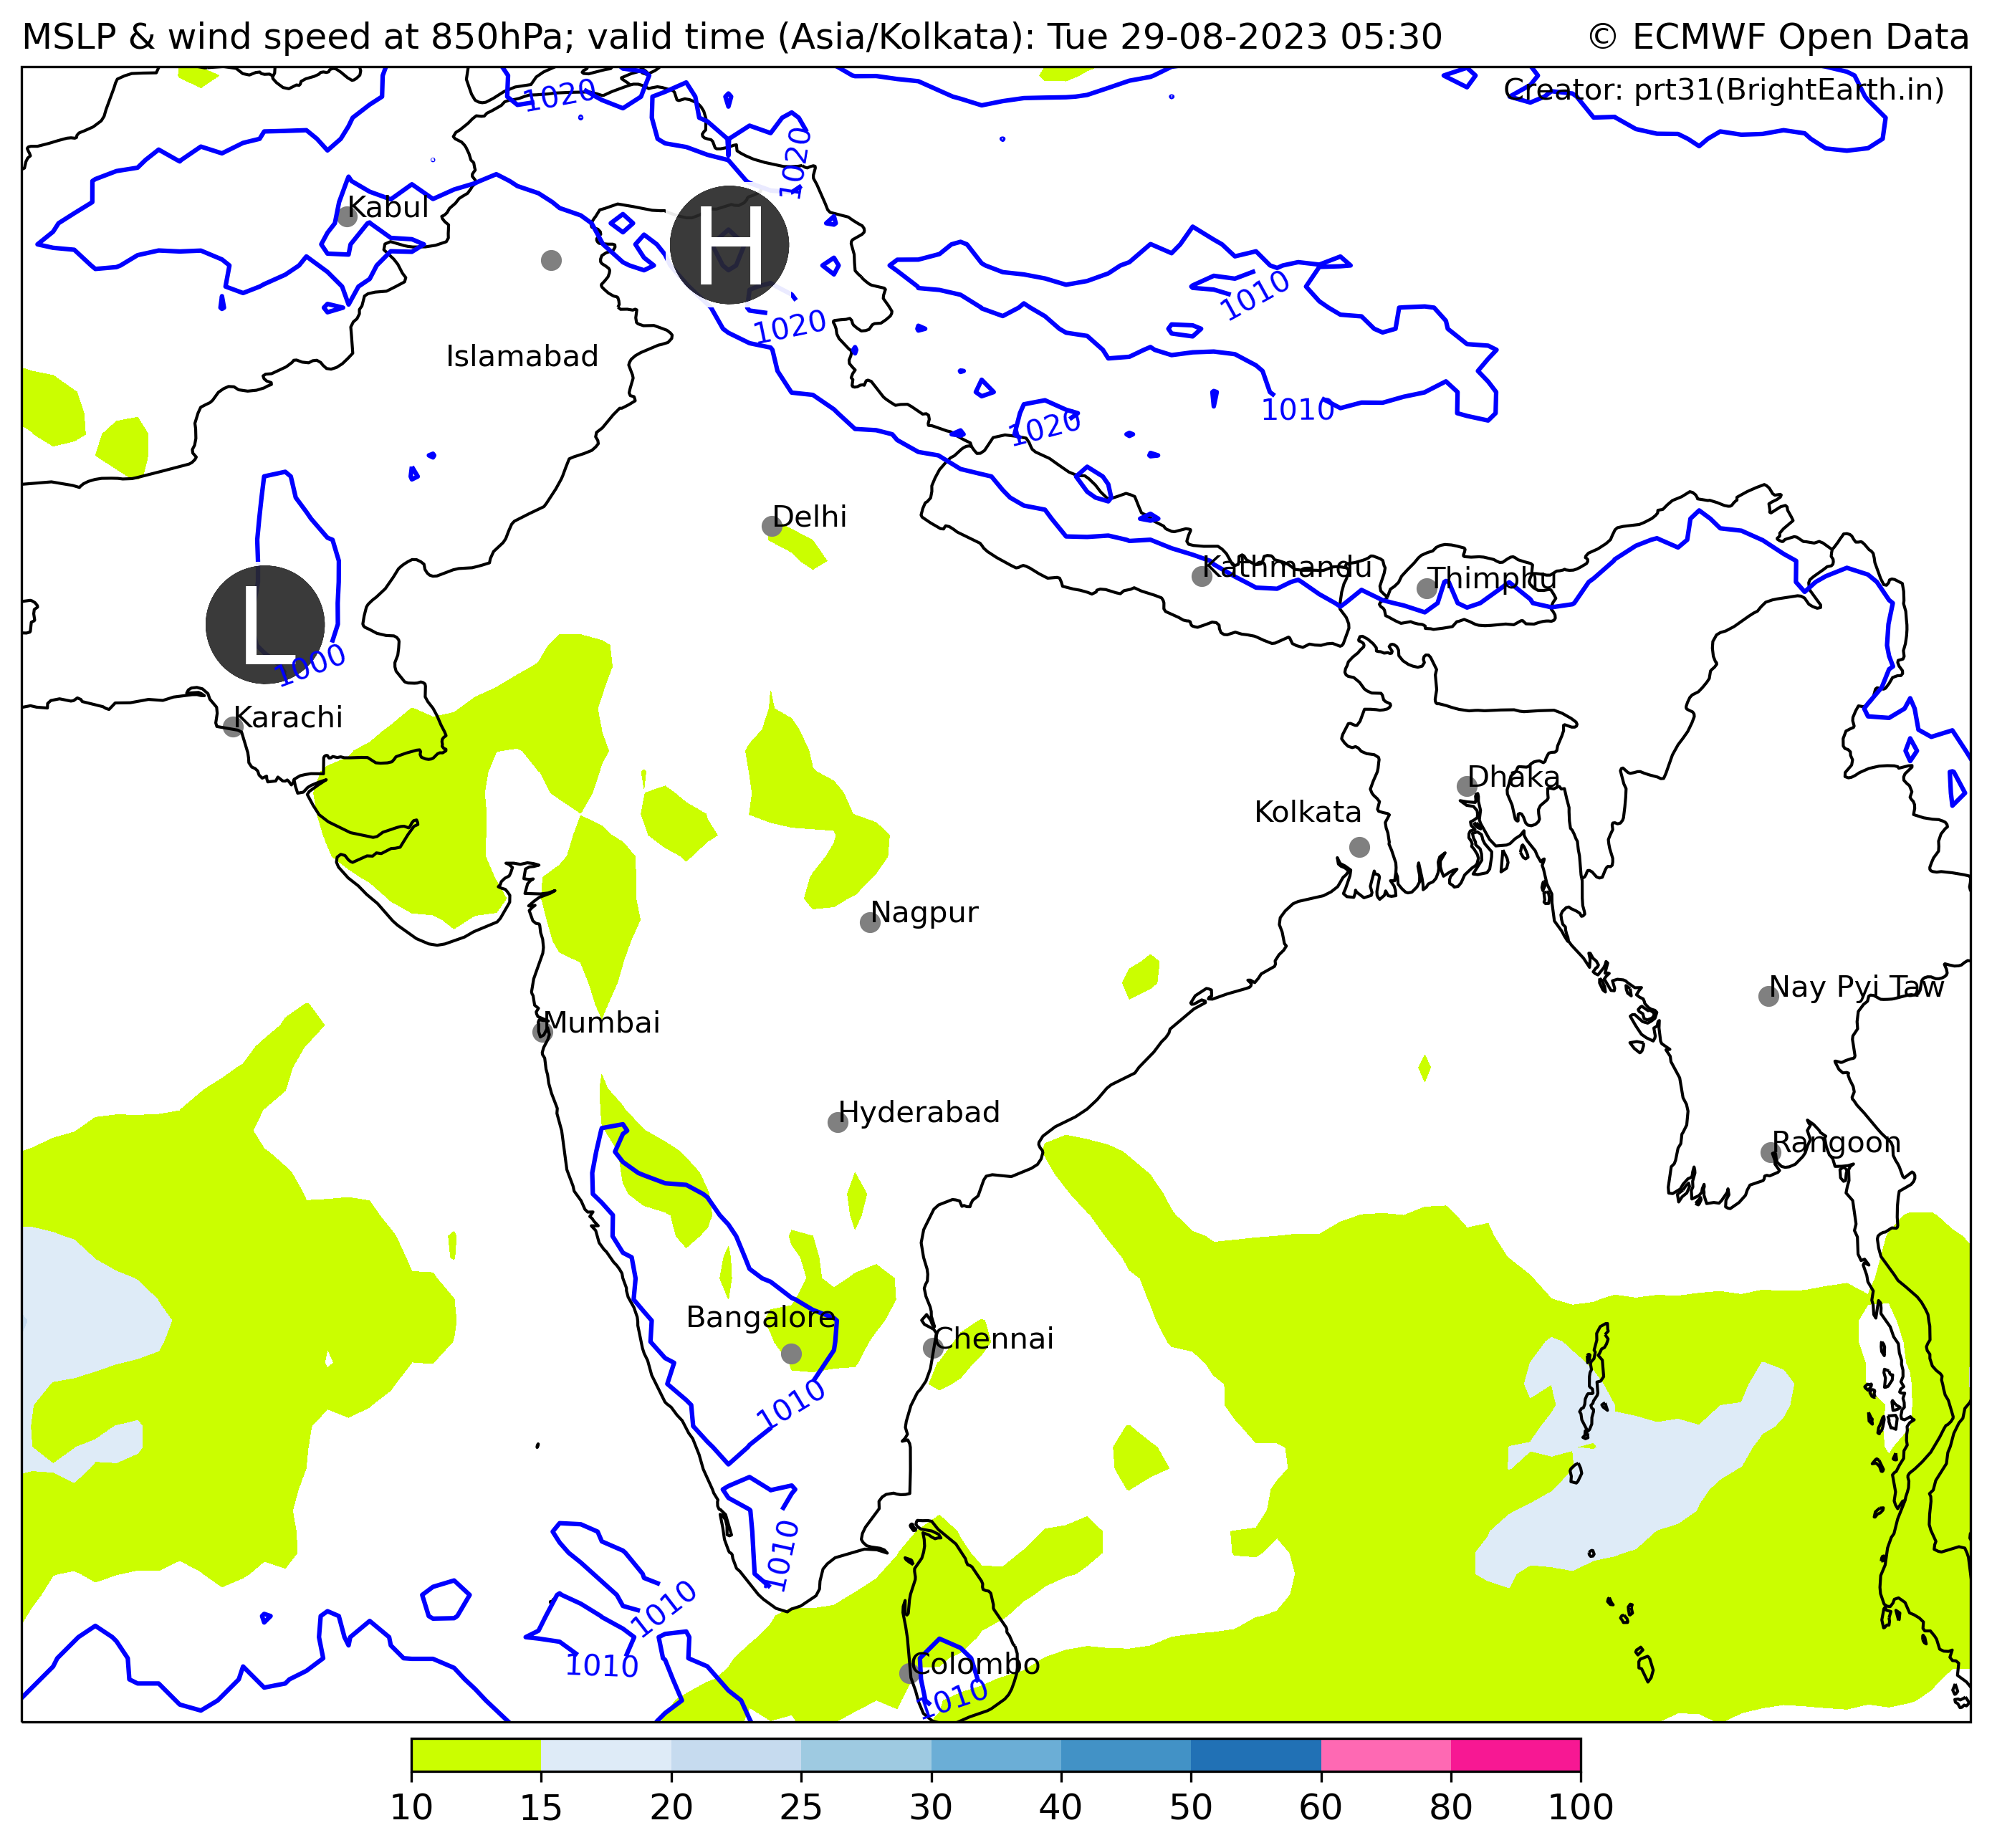 MSLP & wind speed at 850hPa; valid time (Asia/Kolkata): Tue 29-08-2023 05:30
© ECMWF Open Data
Creator: prt31(BrightEarth.in)
1020
1020
Kabul
H
1010
1020
Islamabad
1010
1020
Delhi
Kathmandu
Thimphu
L
1000
Karachi
Dhaka
Kolkata
Nagpur
Nay Pyi Taw
Mumbai
Hyderabad
Rangoon
Bangalore
Chennai
1010
1010
1010
1010
Colombo
1010
10 15 20 25 30 40 50 60 80 100